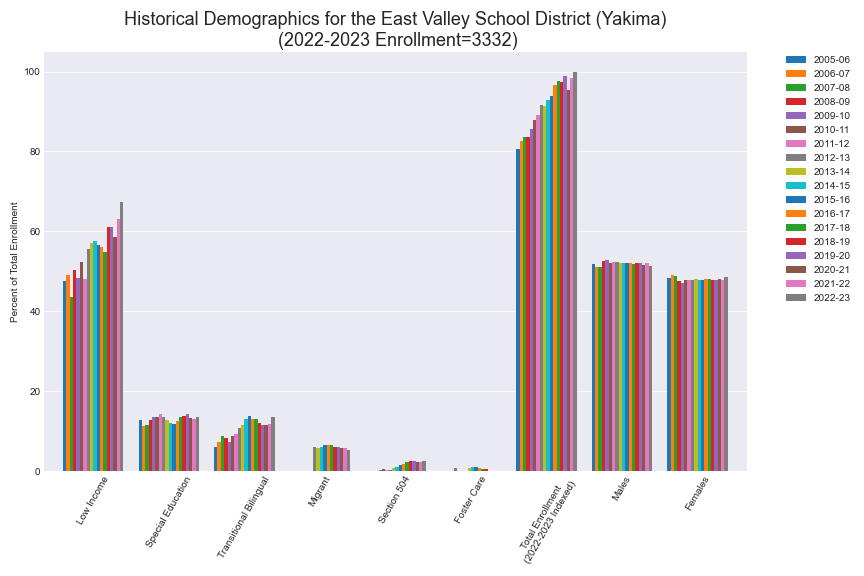 Historical Demographics for the East Valley School District (Yakima)
(2022-2023 Enrollment=3332)
Percent of Total Enrollment
100
80
60
40
20
0
Low Income
Special Education
Transitional Bilingual
Migrant
Section 504
Foster Care
Total Enrollment
(2022-2023 Indexed)
Males
Females
2005-06
2006-07
2007-08
2008-09
2009-10
2010-11
2011-12
2012-13
2013-14
2014-15
2015-16
2016-17
2017-18
2018-19
2019-20
2020-21
2021-22
2022-23